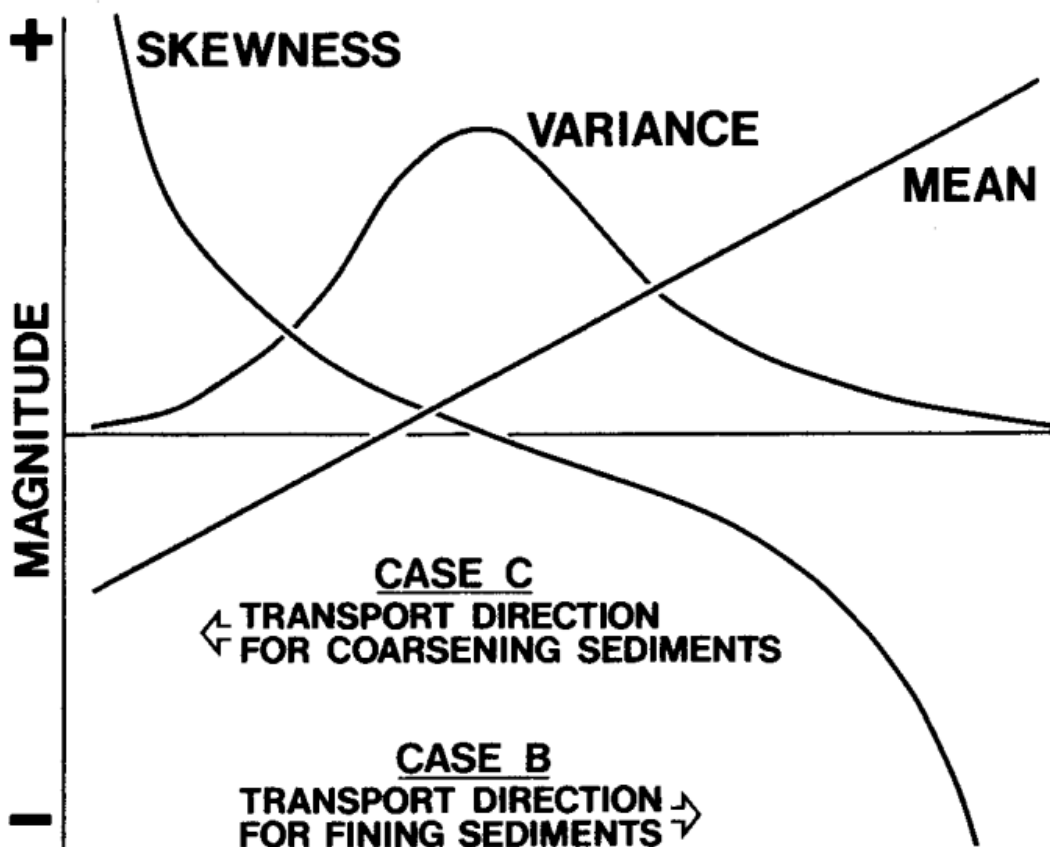 +
SKEWNESS
VARIANCE
MEAN
MAGNITUDE
CASE C
TRANSPORT DIRECTION
FOR COARSENING SEDIMENTS
CASE B
TRANSPORT DIRECTION
FOR FINING SEDIMENTS
−